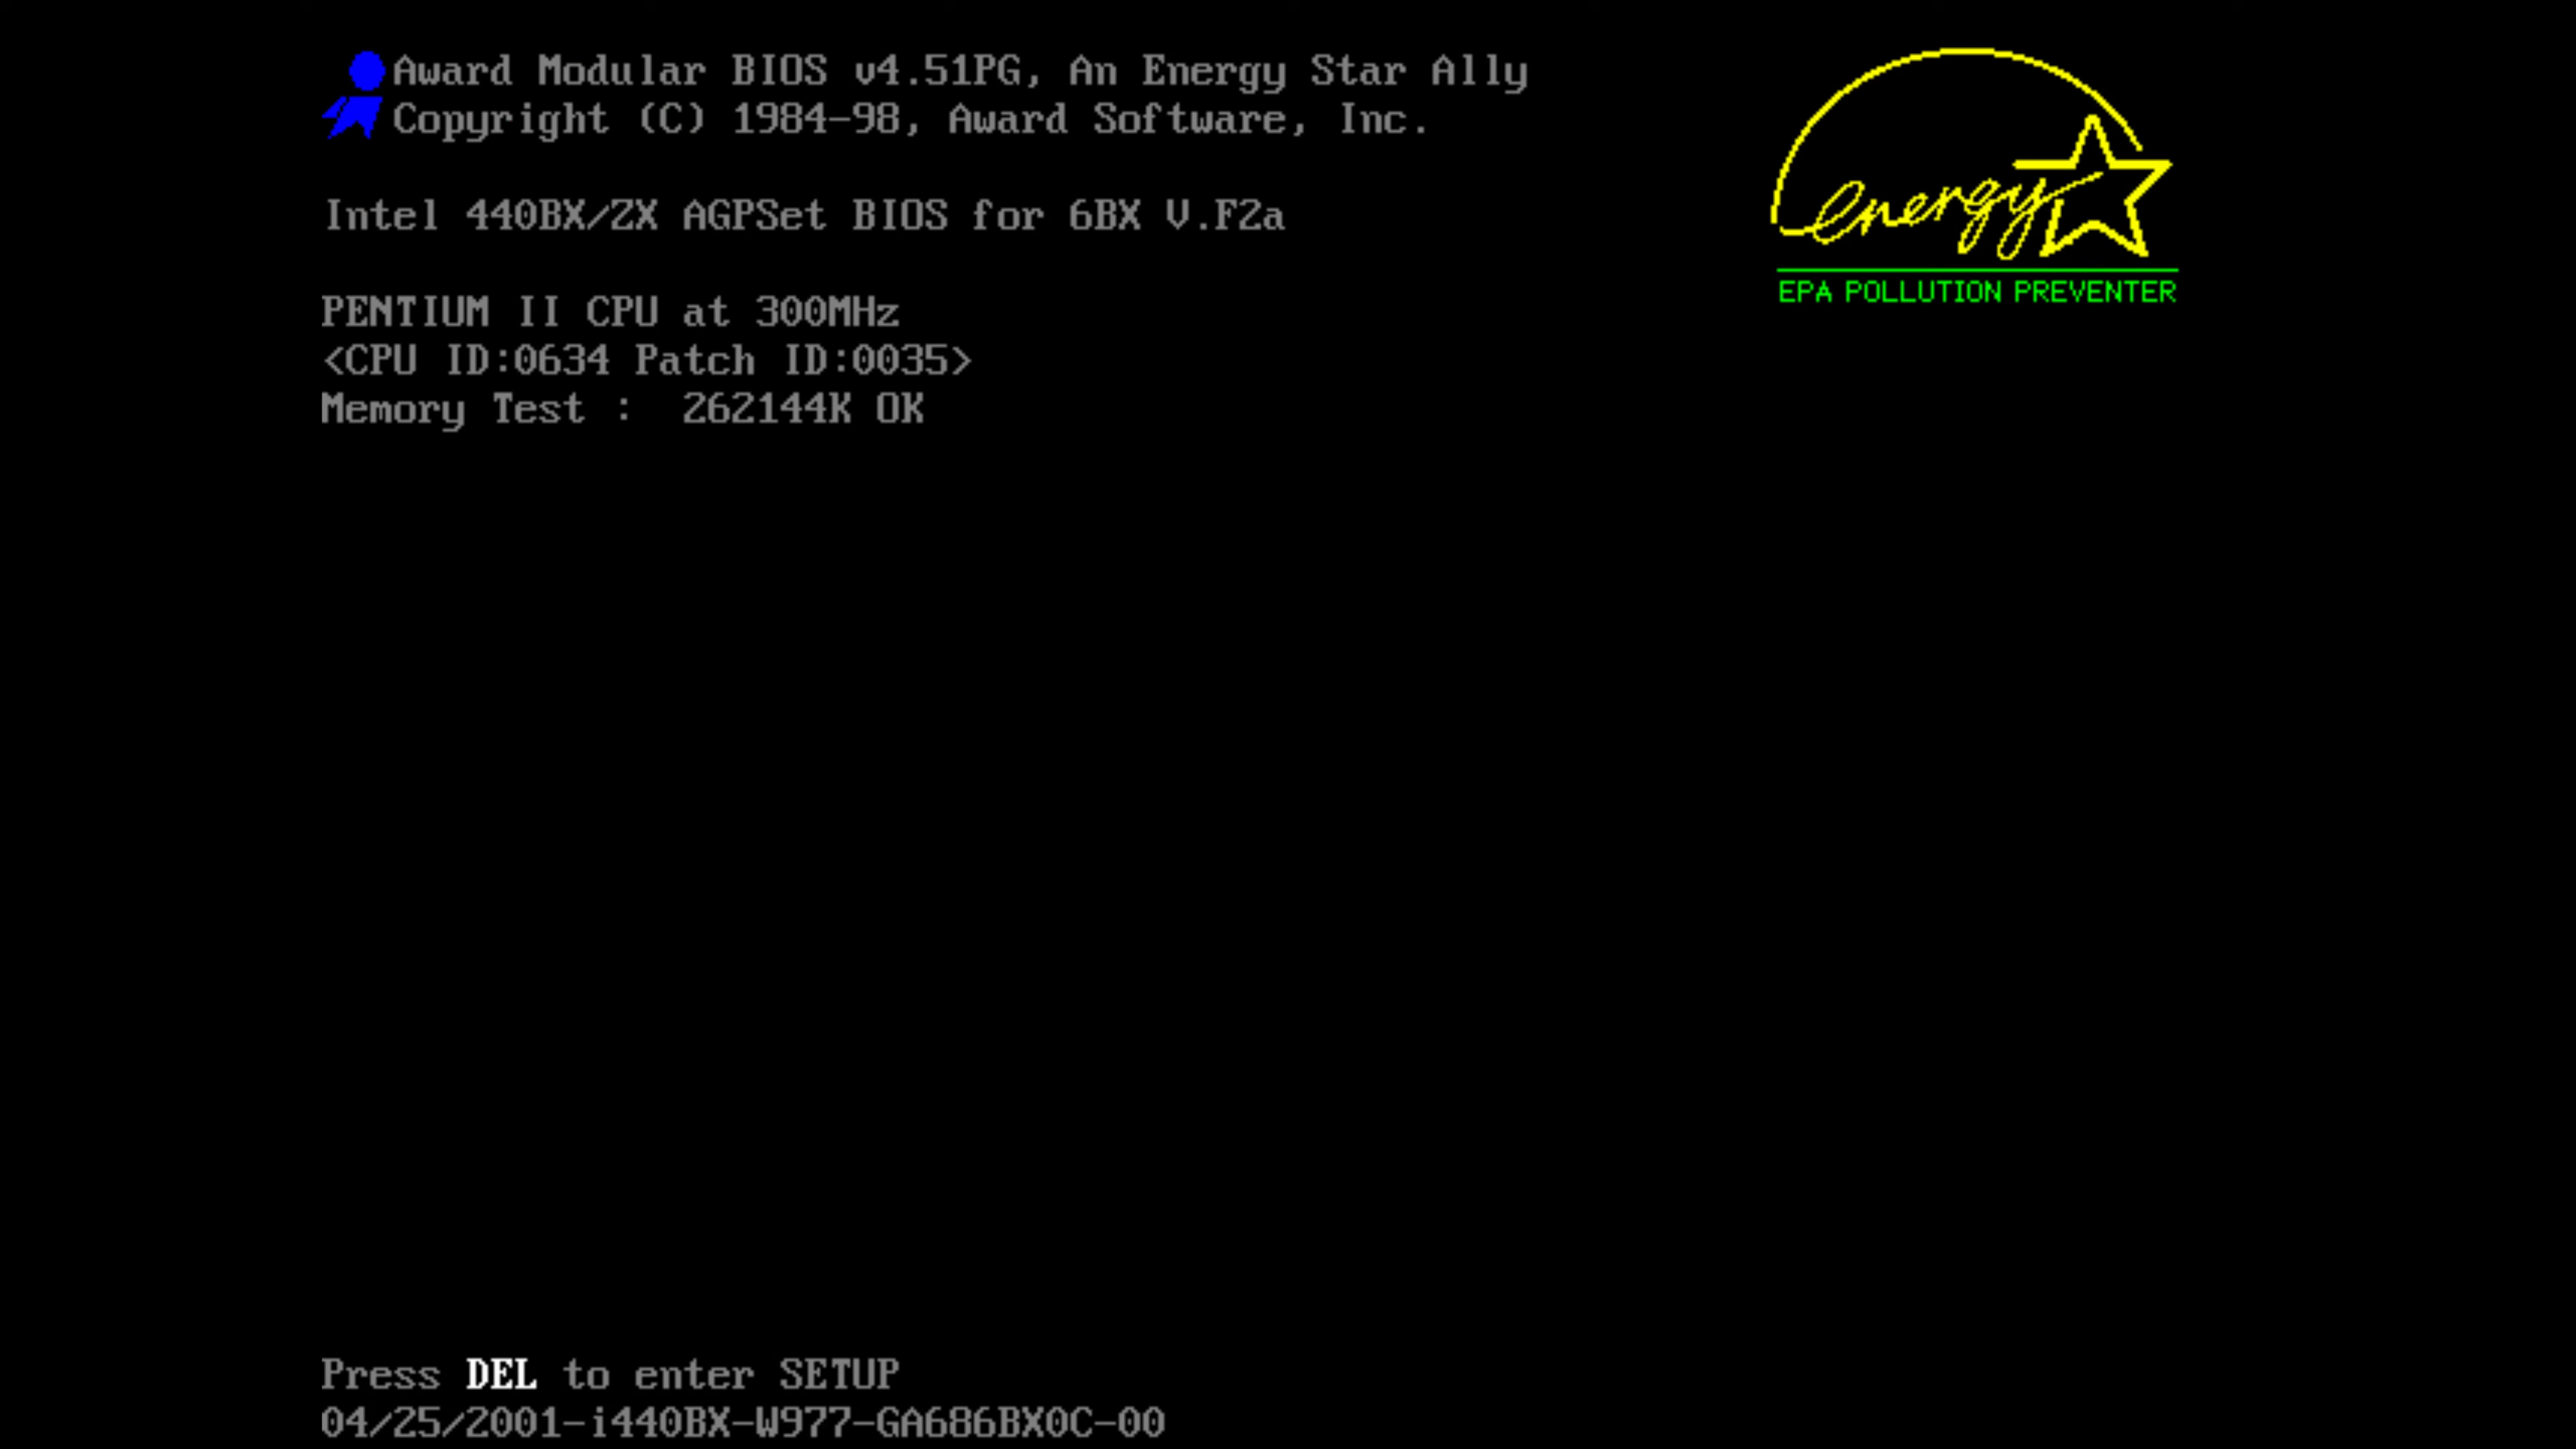 Award Modular BIOS v4.51PG, An Energy Star Ally
Copyright (C) 1984-98, Award Software, Inc.
energy
EPA POLLUTION PREVENTER
Intel 440BX/ZX AGPSet BIOS for 6BX V.F2a
PENTIUM II CPU at 300MHz
<CPU ID:0634 Patch ID:0035>
Memory Test :  262144K OK
Press DEL to enter SETUP
04/25/2001-i440BX-W977-GA686BX0C-00